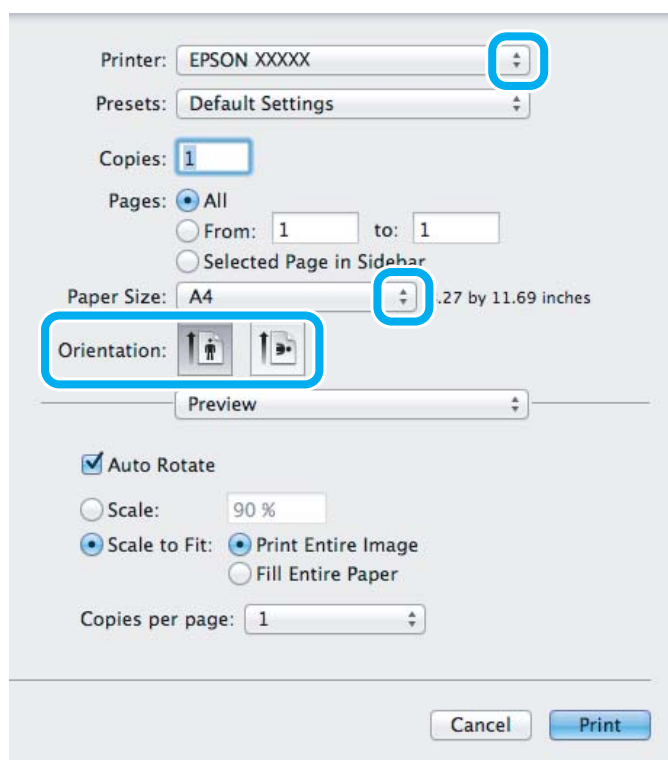 Printer: EPSON XXXXX
Presets: Default Settings
Copies: 1
Pages: All
From: 1 to: 1
Selected Page in Sidebar
Paper Size: A4 .27 by 11.69 inches
Orientation:
Preview
Auto Rotate
Scale: 90 %
Scale to Fit: Print Entire Image
Fill Entire Paper
Copies per page: 1
Cancel Print